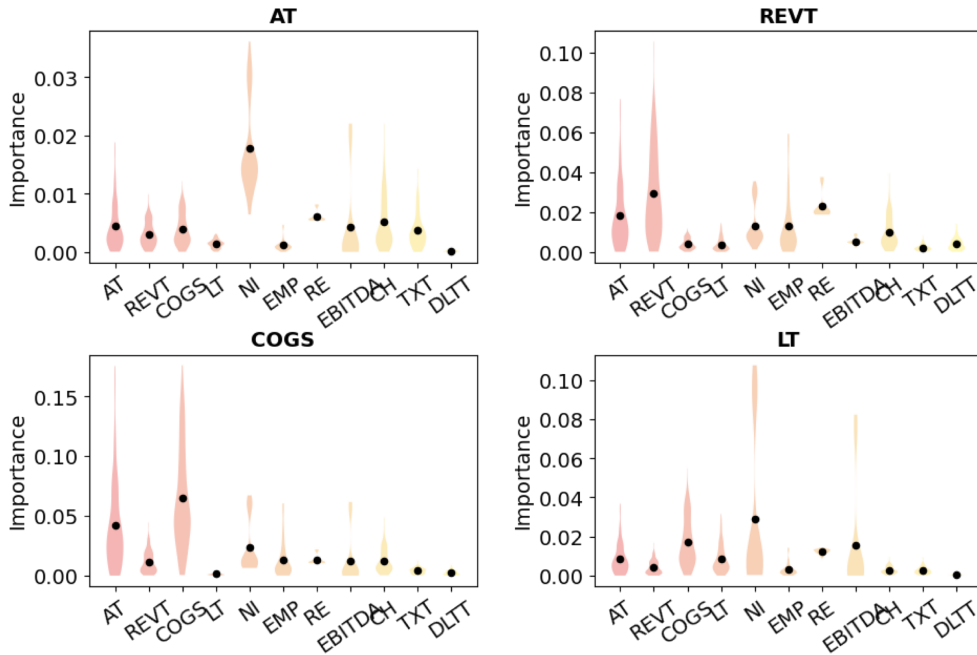 AT
Importance
0.03
0.02
0.01
0.00
AT REVT COGS LT NI EMP RE EBITDA CH TXT DLTT
REVT
Importance
0.10
0.08
0.06
0.04
0.02
0.00
AT REVT COGS LT NI EMP RE EBITDA CH TXT DLTT
COGS
Importance
0.15
0.10
0.05
0.00
AT REVT COGS LT NI EMP RE EBITDA CH TXT DLTT
LT
Importance
0.10
0.08
0.06
0.04
0.02
0.00
AT REVT COGS LT NI EMP RE EBITDA CH TXT DLTT